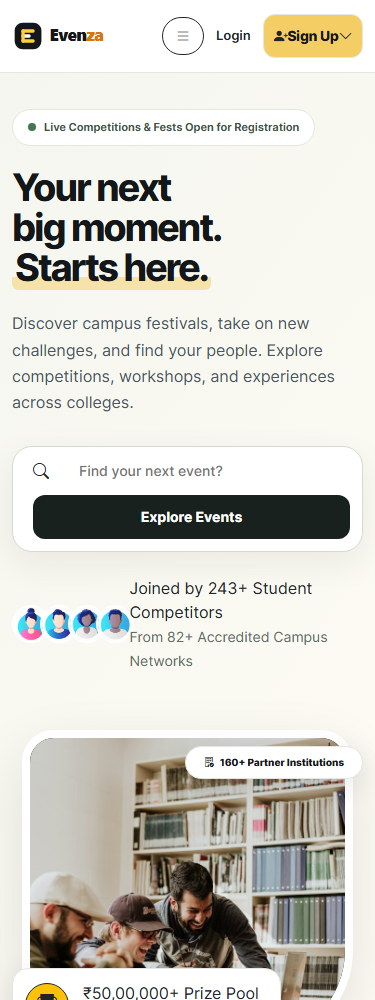 Evenza
Login
Sign Up
Live Competitions & Fests Open for Registration
Your next
big moment.
Starts here.
Discover campus festivals, take on new
challenges, and find your people. Explore
competitions, workshops, and experiences
across colleges.
Find your next event?
Explore Events
Joined by 243+ Student
Competitors
From 82+ Accredited Campus
Networks
160+ Partner Institutions
₹50,00,000+ Prize Pool